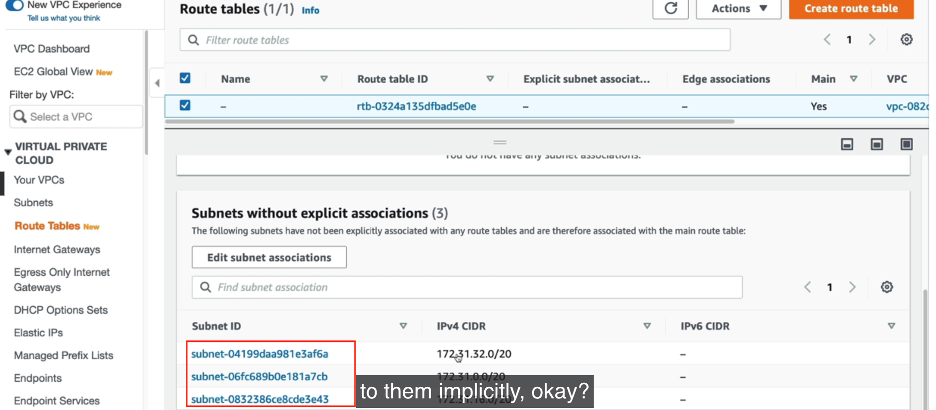 New VPC Experience
Tell us what you think
VPC Dashboard
EC2 Global View New
Filter by VPC:
Select a VPC
VIRTUAL PRIVATE
CLOUD
Your VPCs
Subnets
Route Tables New
Internet Gateways
Egress Only Internet
Gateways
DHCP Options Sets
Elastic IPs
Managed Prefix Lists
Endpoints
Endpoint Services
Route tables (1/1) Info
Actions
Create route table
Filter route tables
1
Name
Route table ID
Explicit subnet associat...
Edge associations
Main
VPC
–
rtb-0324a135dfbad5e0e
–
–
Yes
vpc-082c
You do not have any subnet associations.
Subnets without explicit associations (3)
The following subnets have not been explicitly associated with any route tables and are therefore associated with the main route table:
Edit subnet associations
Find subnet association
1
Subnet ID
IPv4 CIDR
IPv6 CIDR
subnet-04199daa981e3af6a
172.31.32.0/20
–
subnet-06fc689b0e181a7cb
172.31.0.0/20
–
subnet-0832386ce8cde3e43
–
to them implicitly, okay?